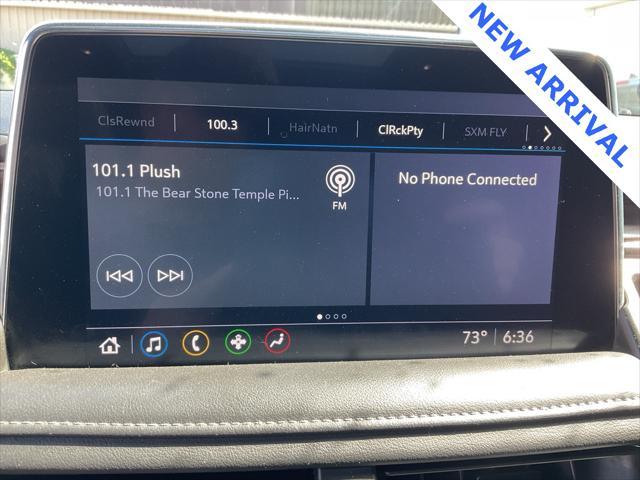 NEW ARRIVAL
ClsRewnd 100.3 HairNatn ClRckPty SXM FLY
101.1 Plush
101.1 The Bear Stone Temple Pi...
FM
No Phone Connected
73° 6:36